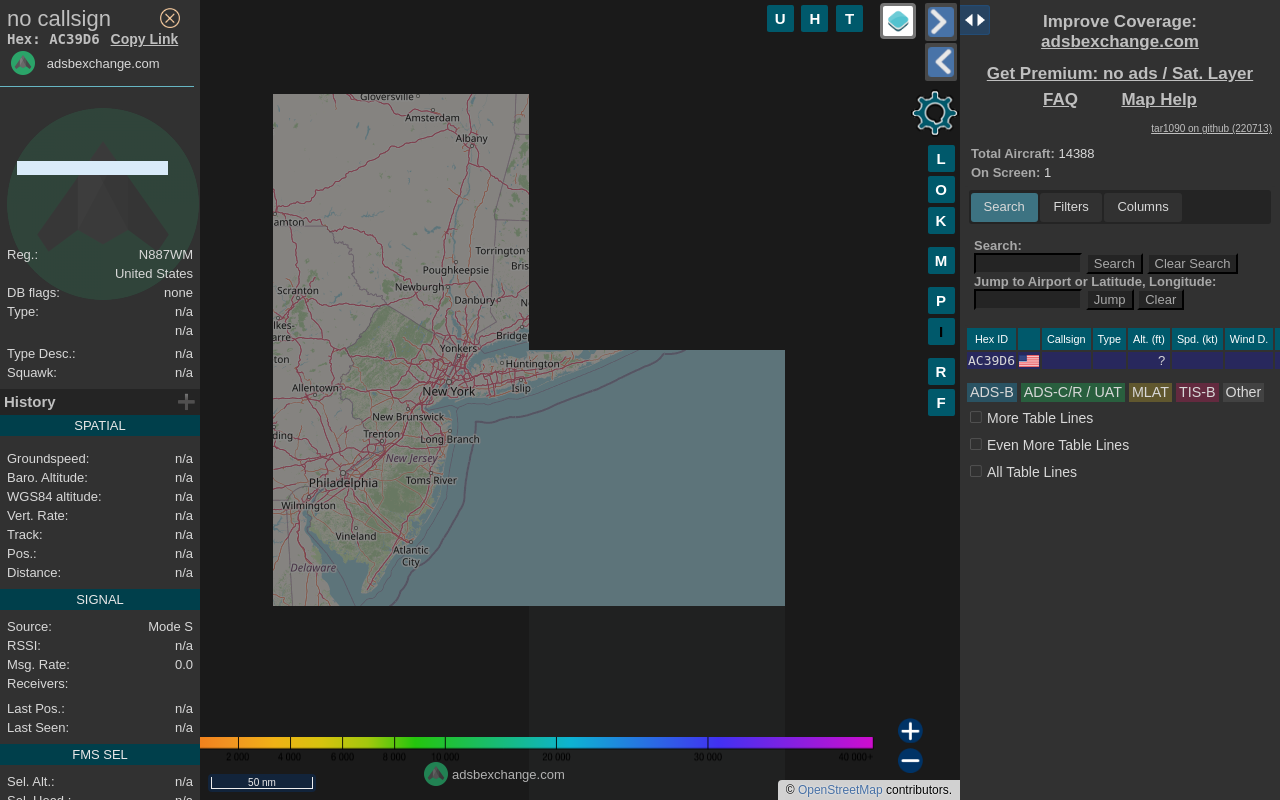 no callsign
Hex: AC39D6 Copy Link
adsbexchange.com
Reg.: N887WM
United States
DB flags: none
Type: n/a
n/a
Type Desc.: n/a
Squawk: n/a
History
SPATIAL
Groundspeed: n/a
Baro. Altitude: n/a
WGS84 altitude: n/a
Vert. Rate: n/a
Track: n/a
Pos.: n/a
Distance: n/a
SIGNAL
Source: Mode S
RSSI: n/a
Msg. Rate: 0.0
Receivers:
Last Pos.: n/a
Last Seen: n/a
FMS SEL
Sel. Alt.: n/a
U H T
L
O
K
M
P
I
R
F
Gloversville
Amsterdam
Albany
amton
Torrington
Poughkeepsie
Bris
Scranton
Newburgh
Danbury
N
lkes-
arre
Bridgep
ton
Yonkers
Huntington
Allentown
New York
Islip
New Brunswick
ding
Trenton
Long Branch
New Jersey
Philadelphia
Toms River
Wilmington
Vineland
Atlantic
City
Delaware
2 000 4 000 6 000 8 000 10 000 20 000 30 000 40 000+
adsbexchange.com
50 nm
© OpenStreetMap contributors.
Improve Coverage:
adsbexchange.com
Get Premium: no ads / Sat. Layer
FAQ Map Help
tar1090 on github (220713)
Total Aircraft: 14388
On Screen: 1
Search Filters Columns
Search:
Search Clear Search
Jump to Airport or Latitude, Longitude:
Jump Clear
Hex ID Callsign Type Alt. (ft) Spd. (kt) Wind D.
AC39D6 ?
ADS-B ADS-C/R / UAT MLAT TIS-B Other
More Table Lines
Even More Table Lines
All Table Lines